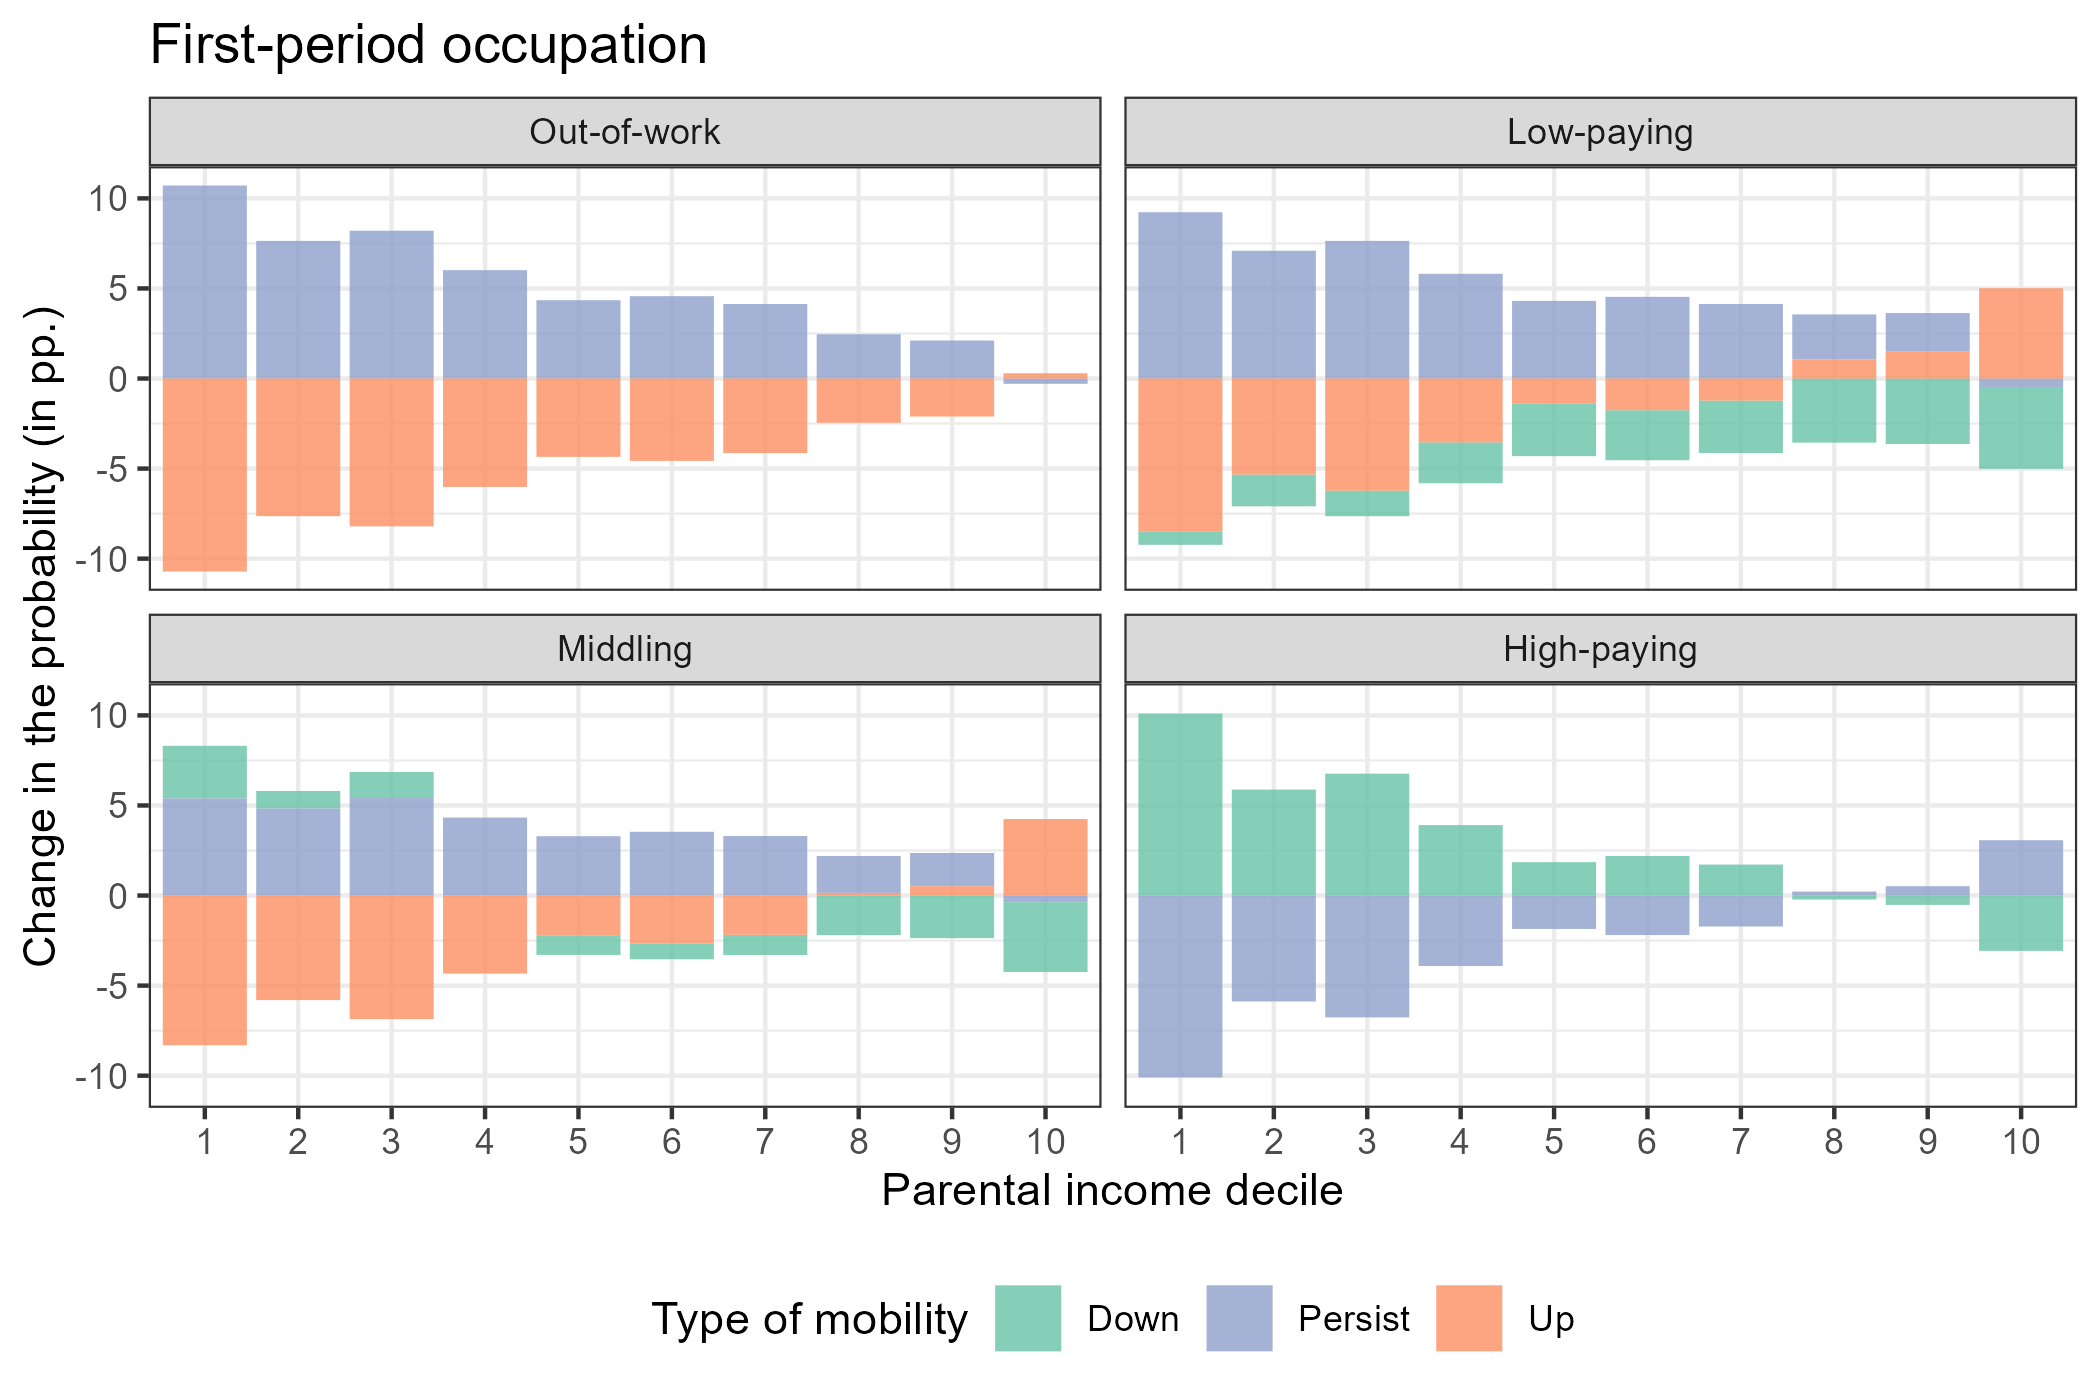 First-period occupation
Out-of-work
Low-paying
10
5
0
-5
-10
Middling
High-paying
10
5
0
-5
-10
Change in the probability (in pp.)
1 2 3 4 5 6 7 8 9 10
1 2 3 4 5 6 7 8 9 10
Parental income decile
Type of mobility Down Persist Up